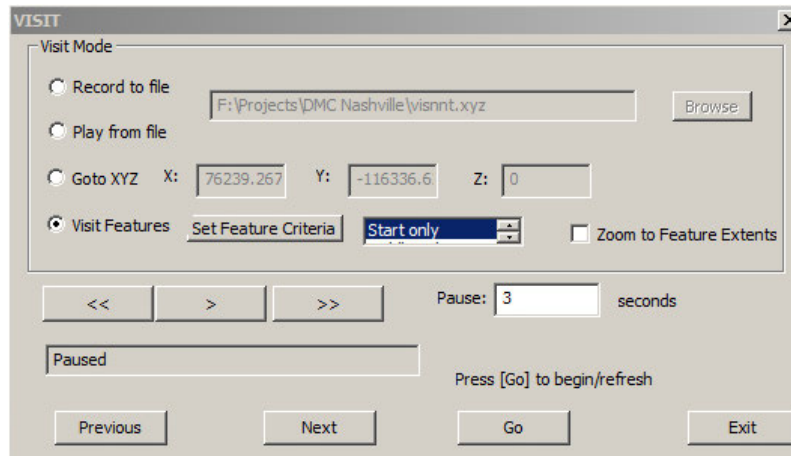 VISIT
Visit Mode
Record to file
F:\Projects\DMC Nashville\visnnt.xyz Browse
Play from file
Goto XYZ X: 76239.267 Y: -116336.6 Z: 0
Visit Features Set Feature Criteria Start only Zoom to Feature Extents
<< > >> Pause: 3 seconds
Paused
Press [Go] to begin/refresh
Previous Next Go Exit